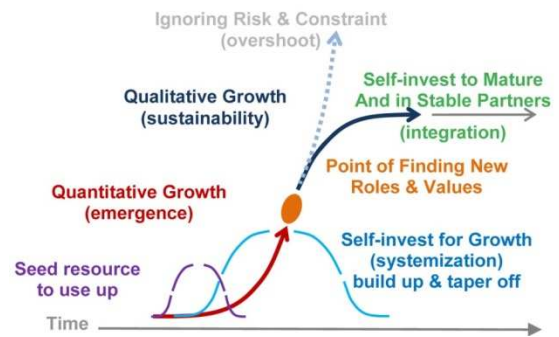 Ignoring Risk & Constraint
(overshoot)
Qualitative Growth
(sustainability)
Self-invest to Mature
And in Stable Partners
(integration)
Point of Finding New
Roles & Values
Quantitative Growth
(emergence)
Self-invest for Growth
(systemization)
build up & taper off
Seed resource
to use up
Time